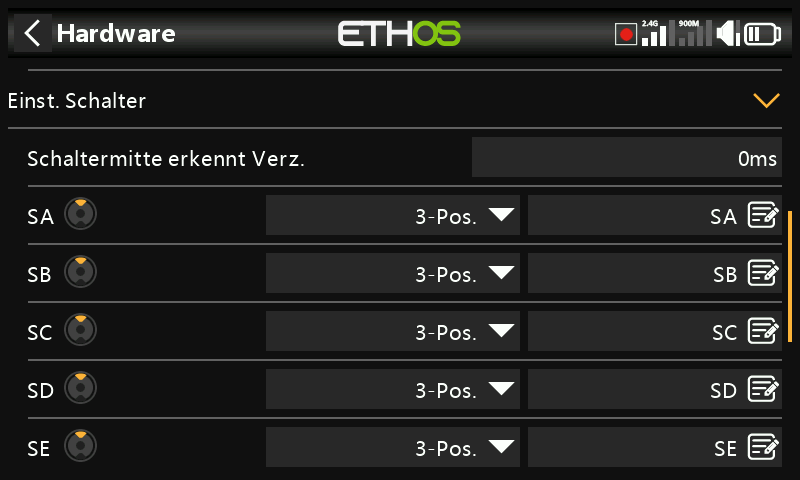 Hardware ETHOS 2.4G 900M
Einst. Schalter
Schaltermitte erkennt Verz. 0ms
SA 3-Pos. SA
SB 3-Pos. SB
SC 3-Pos. SC
SD 3-Pos. SD
SE 3-Pos. SE